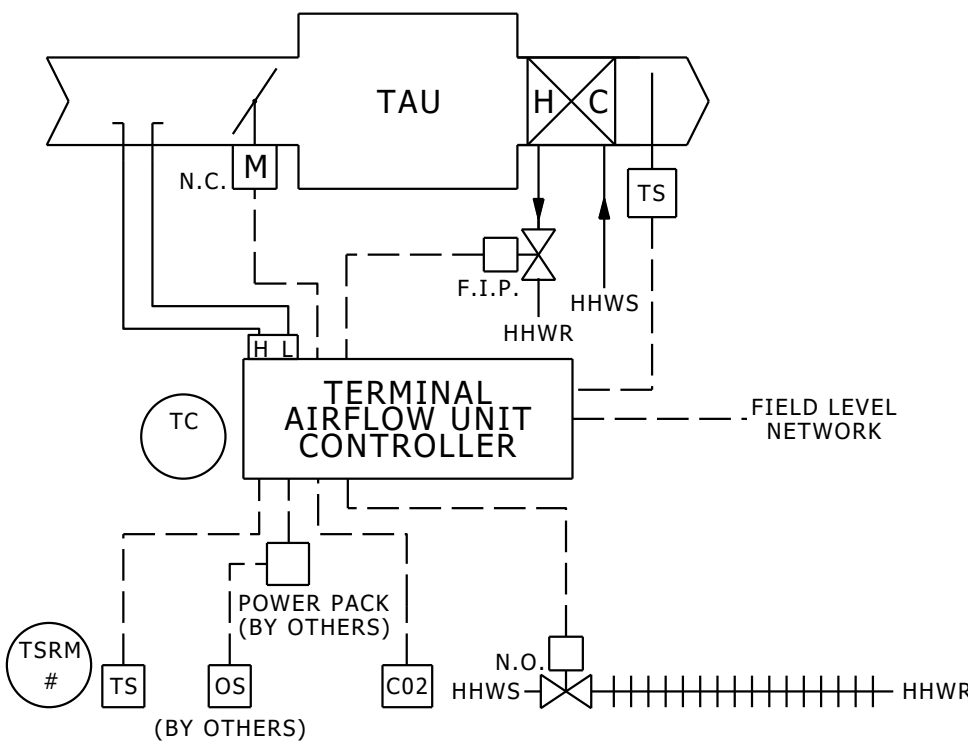 TAU
H C
M
N.C.
TS
F.I.P.
HHWS
HHWR
H L
TERMINAL
AIRFLOW UNIT
CONTROLLER
TC
FIELD LEVEL
NETWORK
POWER PACK
(BY OTHERS)
TSRM
#
TS
OS
C02
N.O.
HHWS
HHWR
(BY OTHERS)